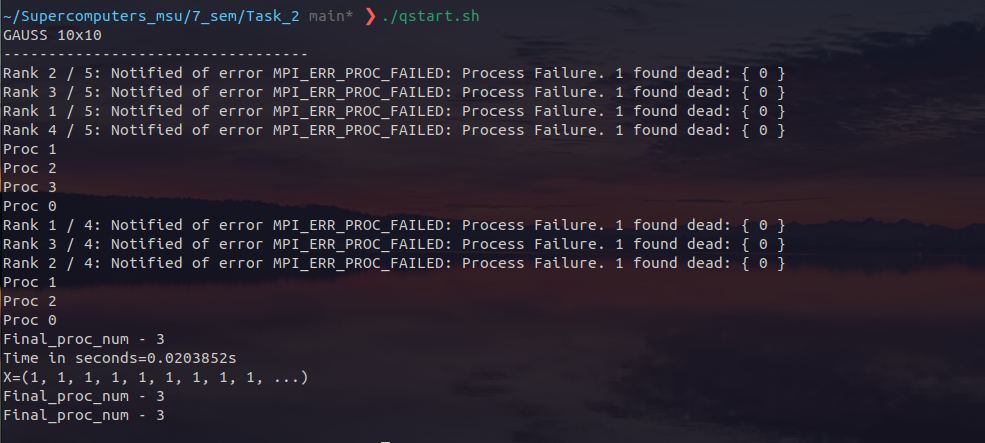 ~/Supercomputers_msu/7_sem/Task_2 main* ❯ ./qstart.sh
GAUSS 10x10
----------------------------------
Rank 2 / 5: Notified of error MPI_ERR_PROC_FAILED: Process Failure. 1 found dead: { 0 }
Rank 3 / 5: Notified of error MPI_ERR_PROC_FAILED: Process Failure. 1 found dead: { 0 }
Rank 1 / 5: Notified of error MPI_ERR_PROC_FAILED: Process Failure. 1 found dead: { 0 }
Rank 4 / 5: Notified of error MPI_ERR_PROC_FAILED: Process Failure. 1 found dead: { 0 }
Proc 1
Proc 2
Proc 3
Proc 0
Rank 1 / 4: Notified of error MPI_ERR_PROC_FAILED: Process Failure. 1 found dead: { 0 }
Rank 3 / 4: Notified of error MPI_ERR_PROC_FAILED: Process Failure. 1 found dead: { 0 }
Rank 2 / 4: Notified of error MPI_ERR_PROC_FAILED: Process Failure. 1 found dead: { 0 }
Proc 1
Proc 2
Proc 0
Final_proc_num - 3
Time in seconds=0.0203852s
X=(1, 1, 1, 1, 1, 1, 1, 1, 1, ...)
Final_proc_num - 3
Final_proc_num - 3